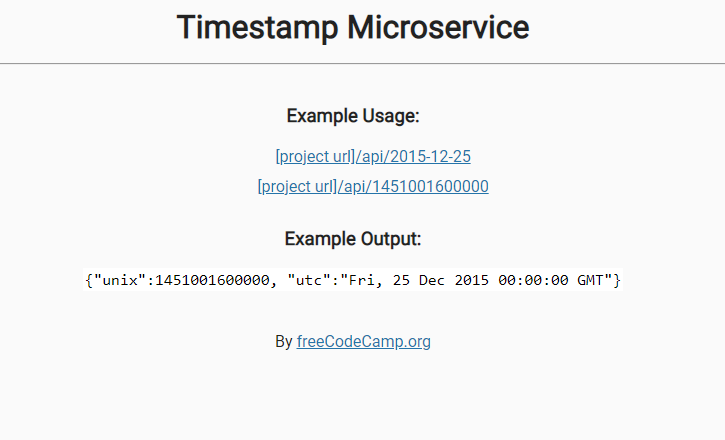 Timestamp Microservice
Example Usage:
[project url]/api/2015-12-25
[project url]/api/1451001600000
Example Output:
{"unix":1451001600000, "utc":"Fri, 25 Dec 2015 00:00:00 GMT"}
By freeCodeCamp.org